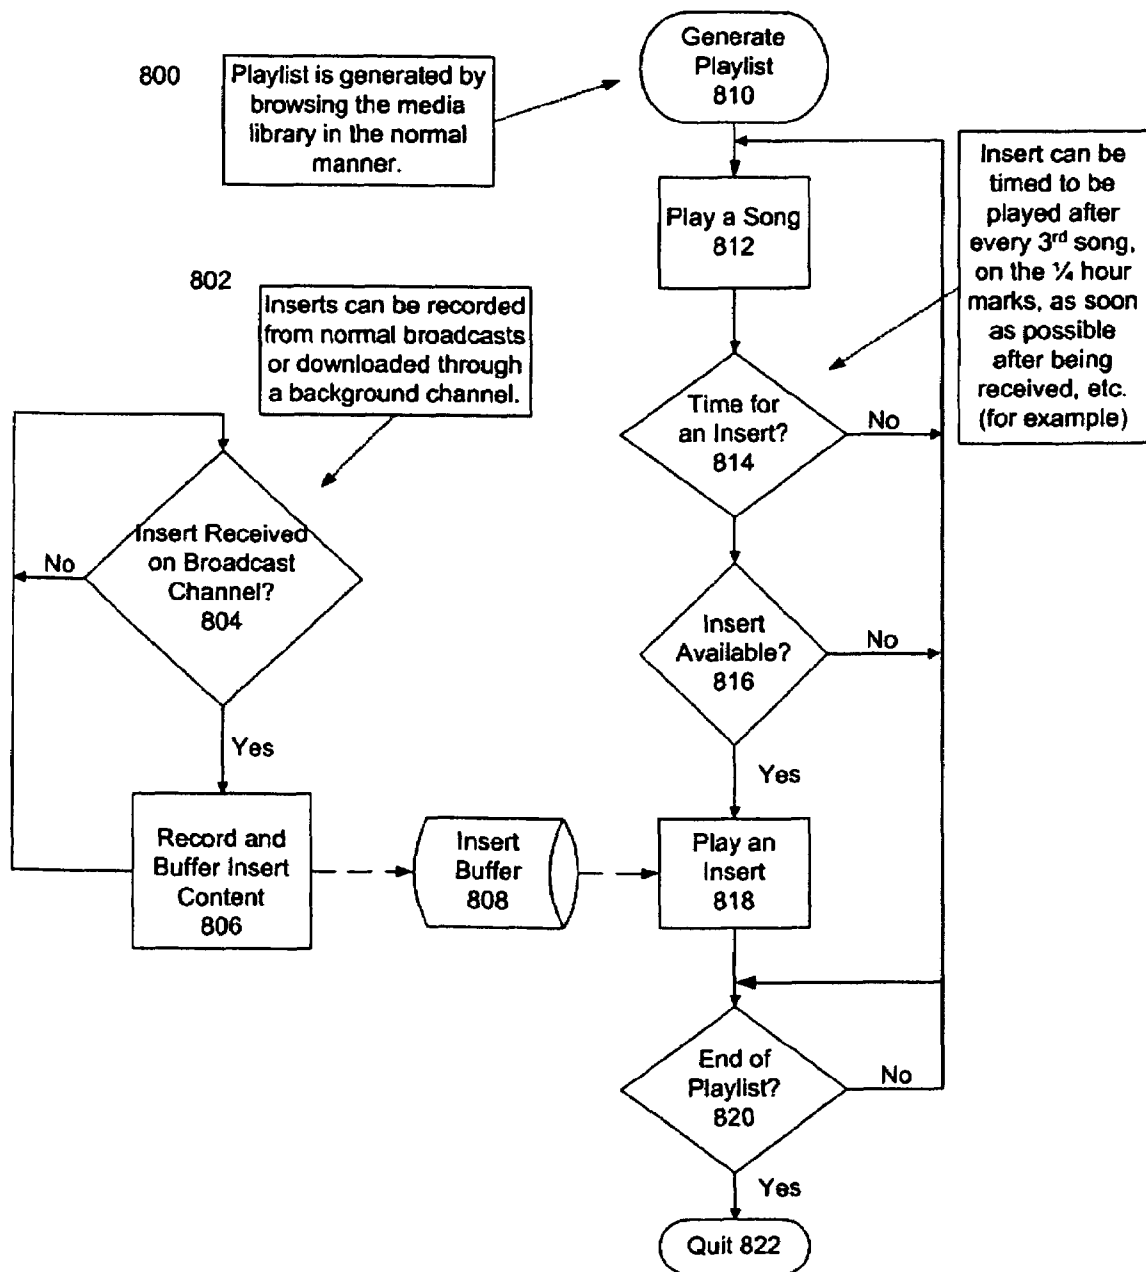 800
Playlist is generated by
browsing the media
library in the normal
manner.
Generate
Playlist
810
Play a Song
812
Insert can be
timed to be
played after
every 3rd song,
on the ¼ hour
marks, as soon
as possible
after being
received, etc.
(for example)
802
Inserts can be recorded
from normal broadcasts
or downloaded through
a background channel.
Time for
an Insert?
814
No
Insert Received
on Broadcast
Channel?
804
No
Yes
Insert
Available?
816
No
Yes
Record and
Buffer Insert
Content
806
Insert
Buffer
808
Play an
Insert
818
End of
Playlist?
820
No
Yes
Quit 822